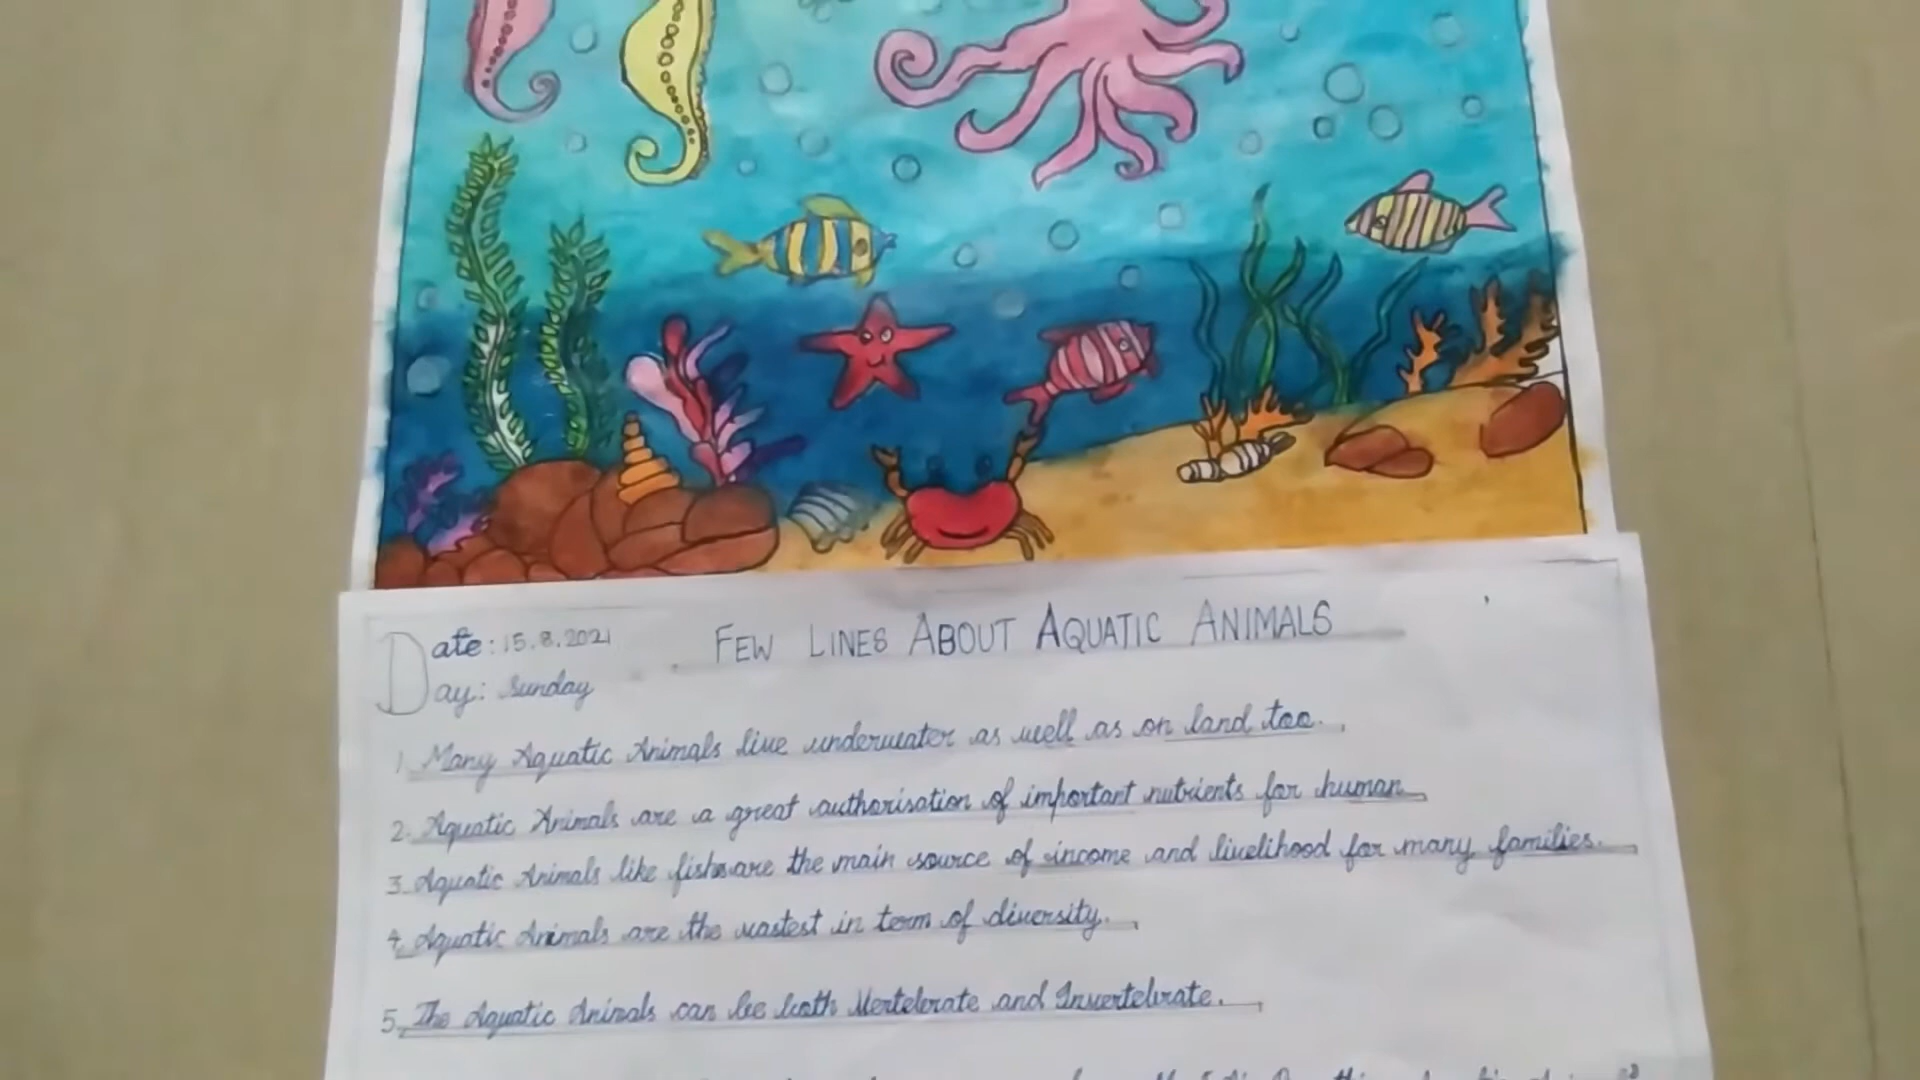 Date: 15.8.2021
FEW LINES ABOUT AQUATIC ANIMALS
Day: Sunday
1. Many Aquatic Animals live underwater as well as on land too.
2. Aquatic Animals are a great authorisation of important nutrients for human
3. Aquatic Animals like fishs are the main source of income and livelihood for many families.
4. Aquatic Animals are the vastest in term of diversity.
5. The Aquatic Animals can be both Vertebrate and Invertebrate.